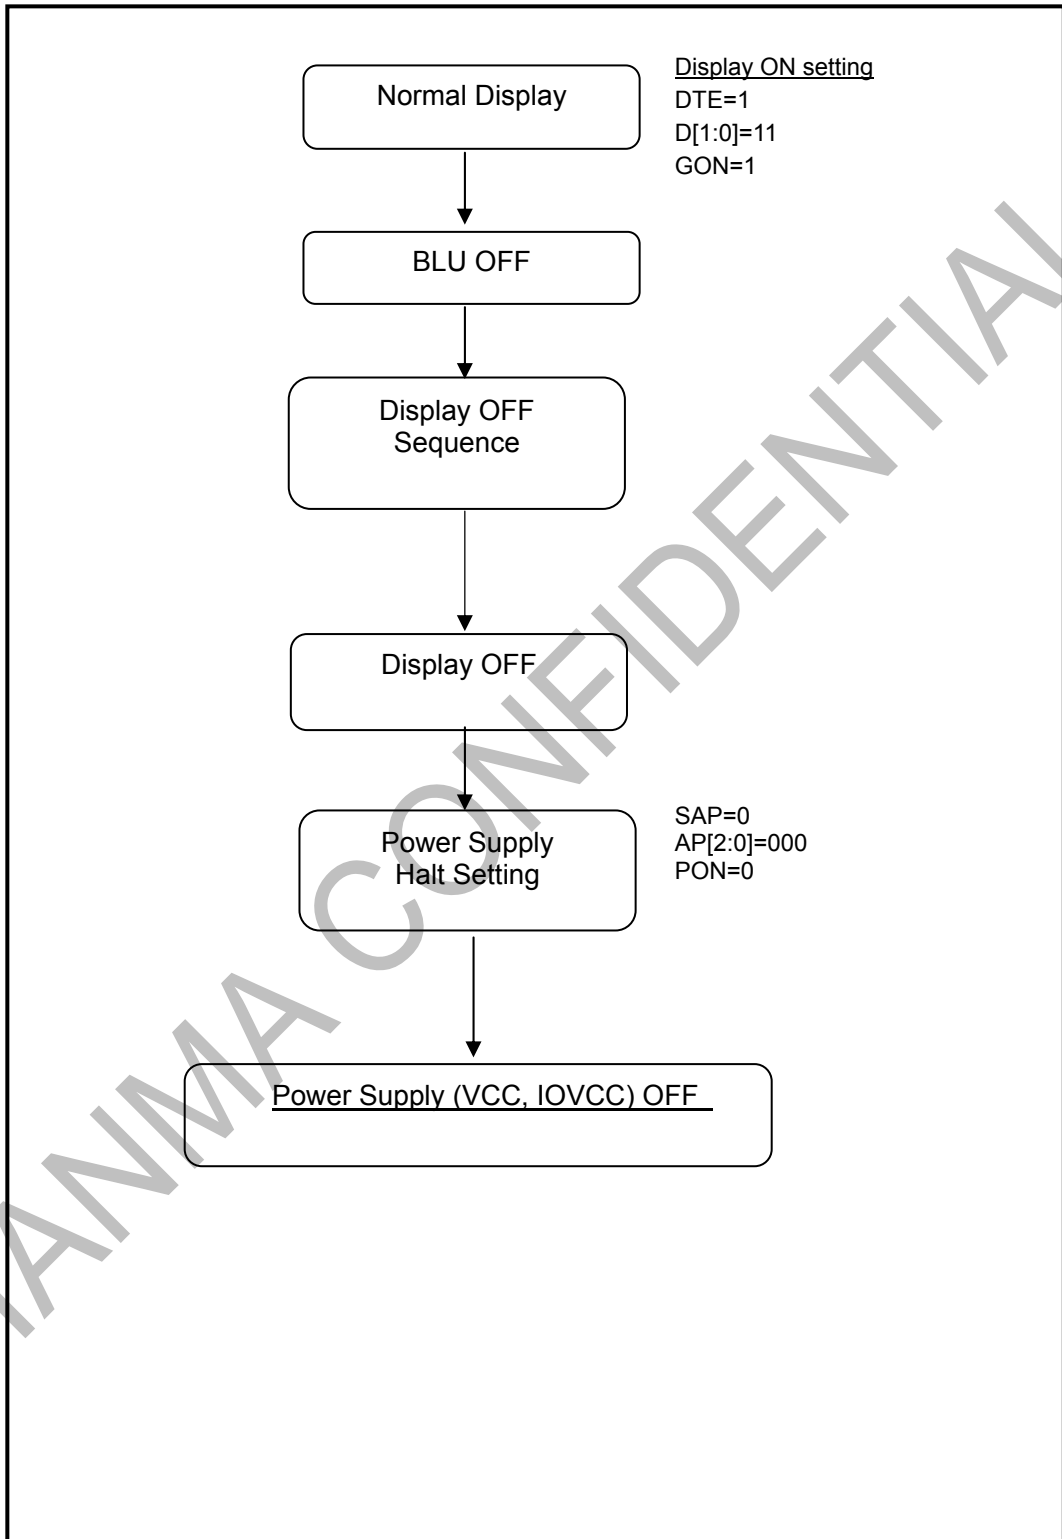 Normal Display
Display ON setting
DTE=1
D[1:0]=11
GON=1
BLU OFF
Display OFF
Sequence
Display OFF
Power Supply
Halt Setting
SAP=0
AP[2:0]=000
PON=0
Power Supply (VCC, IOVCC) OFF
IANMA CONFIDENTIAL